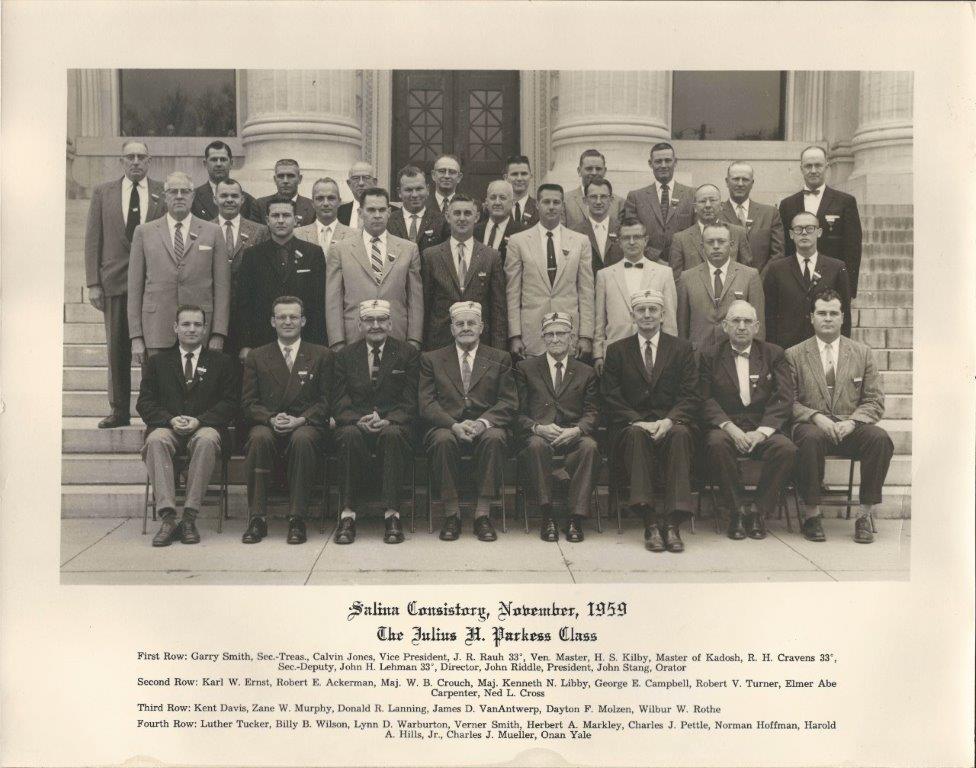 Salina Consistory, November, 1959
The Julius H. Parkess Class
First Row: Garry Smith, Sec.-Treas., Calvin Jones, Vice President, J. R. Rauh 33°, Ven. Master, H. S. Kilby, Master of Kadosh, R. H. Cravens 33°,
Sec.-Deputy, John H. Lehman 33°, Director, John Riddle, President, John Stang, Orator
Second Row: Karl W. Ernst, Robert E. Ackerman, Maj. W. B. Crouch, Maj. Kenneth N. Libby, George E. Campbell, Robert V. Turner, Elmer Abe
Carpenter, Ned L. Cross
Third Row: Kent Davis, Zane W. Murphy, Donald R. Lanning, James D. VanAntwerp, Dayton F. Molzen, Wilbur W. Rothe
Fourth Row: Luther Tucker, Billy B. Wilson, Lynn D. Warburton, Verner Smith, Herbert A. Markley, Charles J. Pettle, Norman Hoffman, Harold
A. Hills, Jr., Charles J. Mueller, Onan Yale